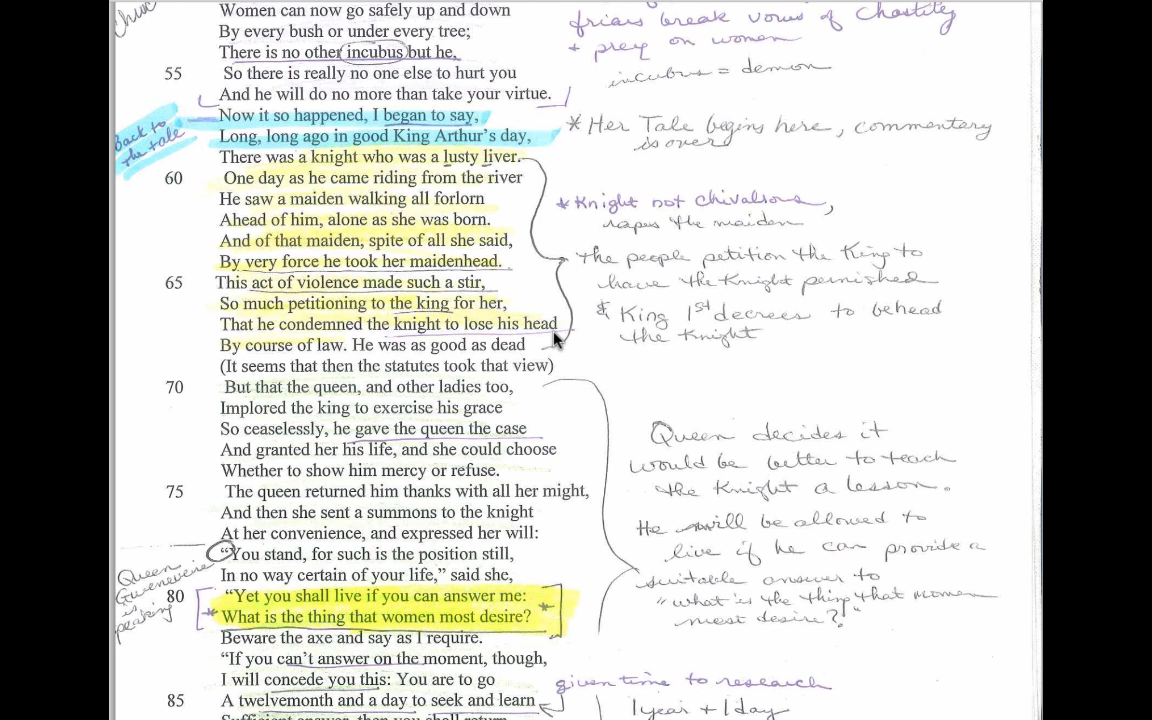 Women can now go safely up and down
By every bush or under every tree;
There is no other incubus but he,
55 So there is really no one else to hurt you
And he will do no more than take your virtue.
Now it so happened, I began to say,
Long, long ago in good King Arthur's day,
There was a knight who was a lusty liver.
60 One day as he came riding from the river
He saw a maiden walking all forlorn
Ahead of him, alone as she was born.
And of that maiden, spite of all she said,
By very force he took her maidenhead.
65 This act of violence made such a stir,
So much petitioning to the king for her,
That he condemned the knight to lose his head
By course of law. He was as good as dead
(It seems that then the statutes took that view)
70 But that the queen, and other ladies too,
Implored the king to exercise his grace
So ceaselessly, he gave the queen the case
And granted her his life, and she could choose
Whether to show him mercy or refuse.
75 The queen returned him thanks with all her might,
And then she sent a summons to the knight
At her convenience, and expressed her will:
"You stand, for such is the position still,
In no way certain of your life," said she,
80 "Yet you shall live if you can answer me:
What is the thing that women most desire?
Beware the axe and say as I require.
"If you can't answer on the moment, though,
I will concede you this: You are to go
85 A twelvemonth and a day to seek and learn
Sufficient answer, then you shall return
Back to
the tale
Queen
Gweneverie
is
speaking
friars break vows of Chastity
+ prey on women
incubus = demon
* Her Tale begins here, commentary
is over
* Knight not chivalrous,
rapes the maiden
the people petition the King to
have the Knight punished
& King 1st decrees to behead
the Knight
Queen decides it
would be better to teach
the Knight a lesson.
He will be allowed to
live if he can provide a
suitable answer to
"what is the thing that women
most desire?"
given time to research
1 year + 1 day